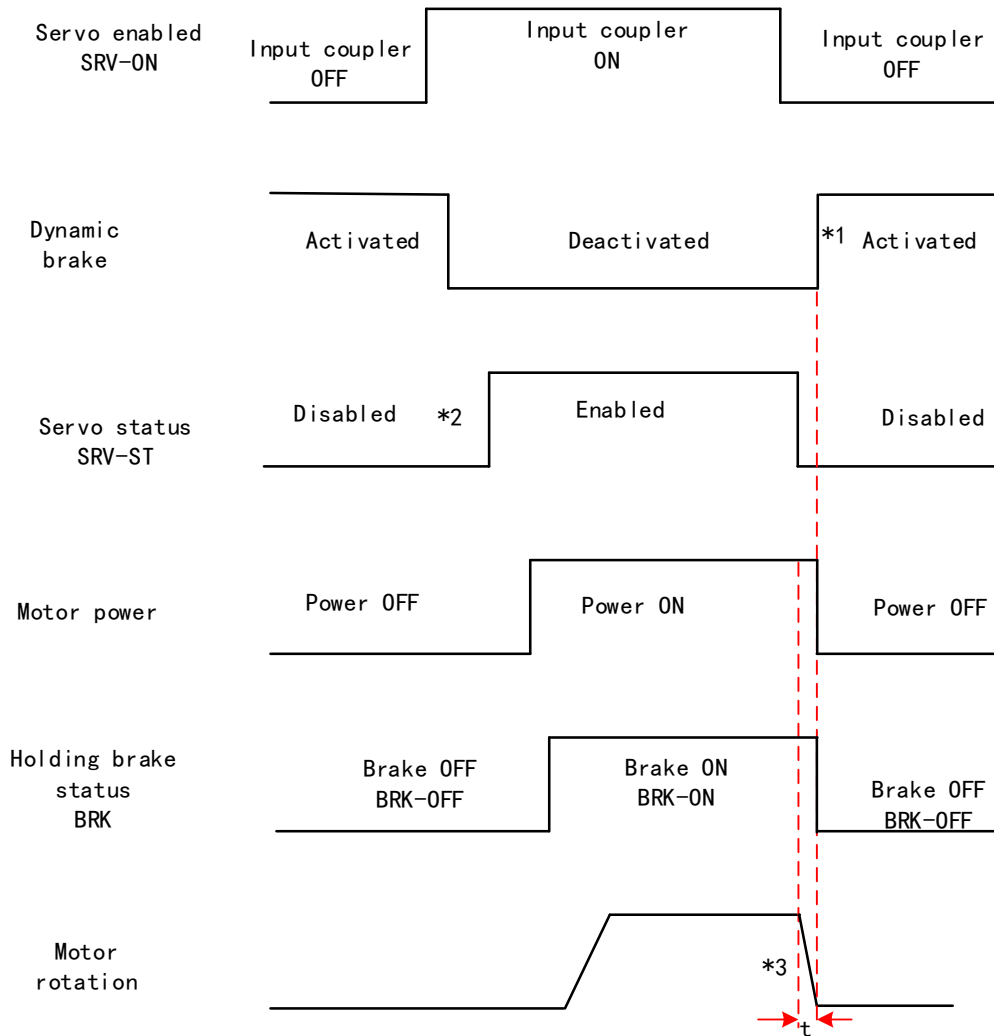 Servo enabled
SRV-ON
Input coupler
OFF
Input coupler
ON
Input coupler
OFF
Dynamic
brake
Activated
Deactivated
*1
Activated
Servo status
SRV-ST
Disabled
*2
Enabled
Disabled
Motor power
Power OFF
Power ON
Power OFF
Holding brake
status
BRK
Brake OFF
BRK-OFF
Brake ON
BRK-ON
Brake OFF
BRK-OFF
Motor
rotation
*3
t